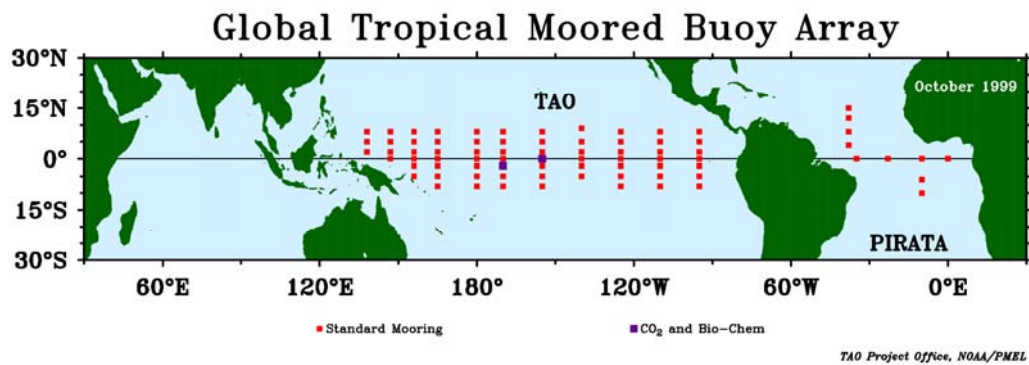 Global Tropical Moored Buoy Array
30°N
October 1999
TAO
15°N
0°
15°S
PIRATA
30°S
60°E 120°E 180° 120°W 60°W 0°E
Standard Mooring CO₂ and Bio-Chem
TAO Project Office, NOAA/PMEL